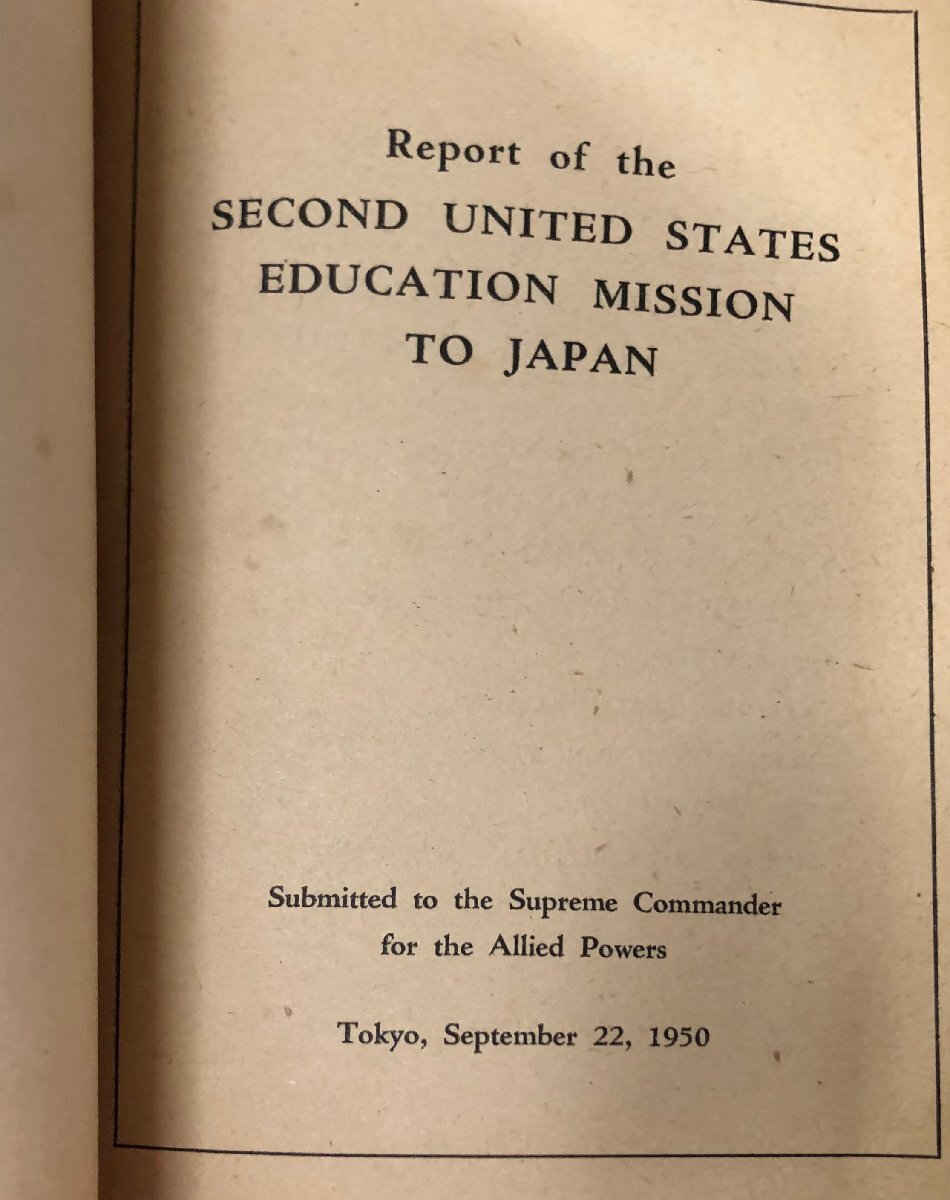 Report of the
SECOND UNITED STATES
EDUCATION MISSION
TO JAPAN
Submitted to the Supreme Commander
for the Allied Powers
Tokyo, September 22, 1950